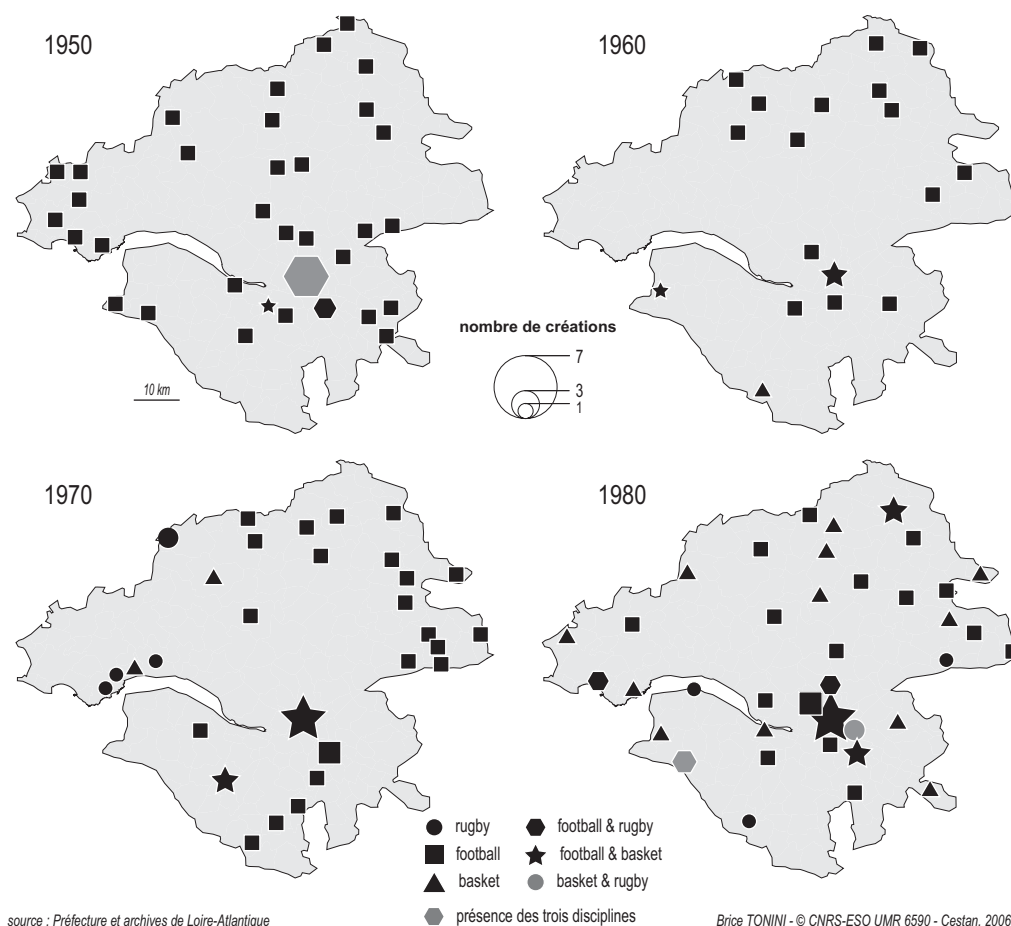 1950
1960
nombre de créations
7
3
1
10 km
1970
1980
rugby
football & rugby
football
football & basket
basket
basket & rugby
présence des trois disciplines
source : Préfecture et archives de Loire-Atlantique
Brice TONINI - © CNRS-ESO UMR 6590 - Cestan, 2006